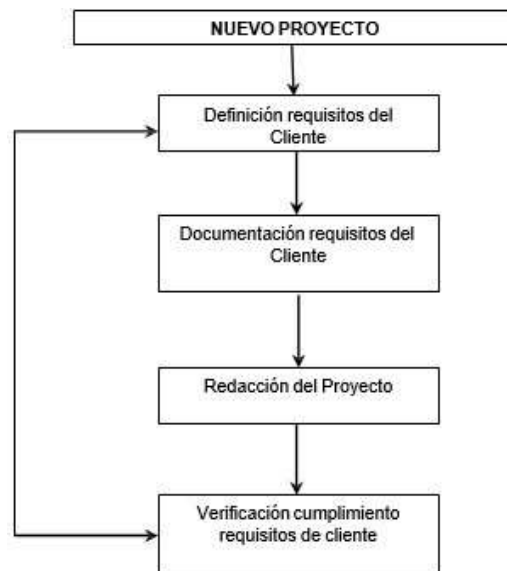 NUEVO PROYECTO
Definición requisitos del
Cliente
Documentación requisitos del
Cliente
Redacción del Proyecto
Verificación cumplimiento
requisitos de cliente